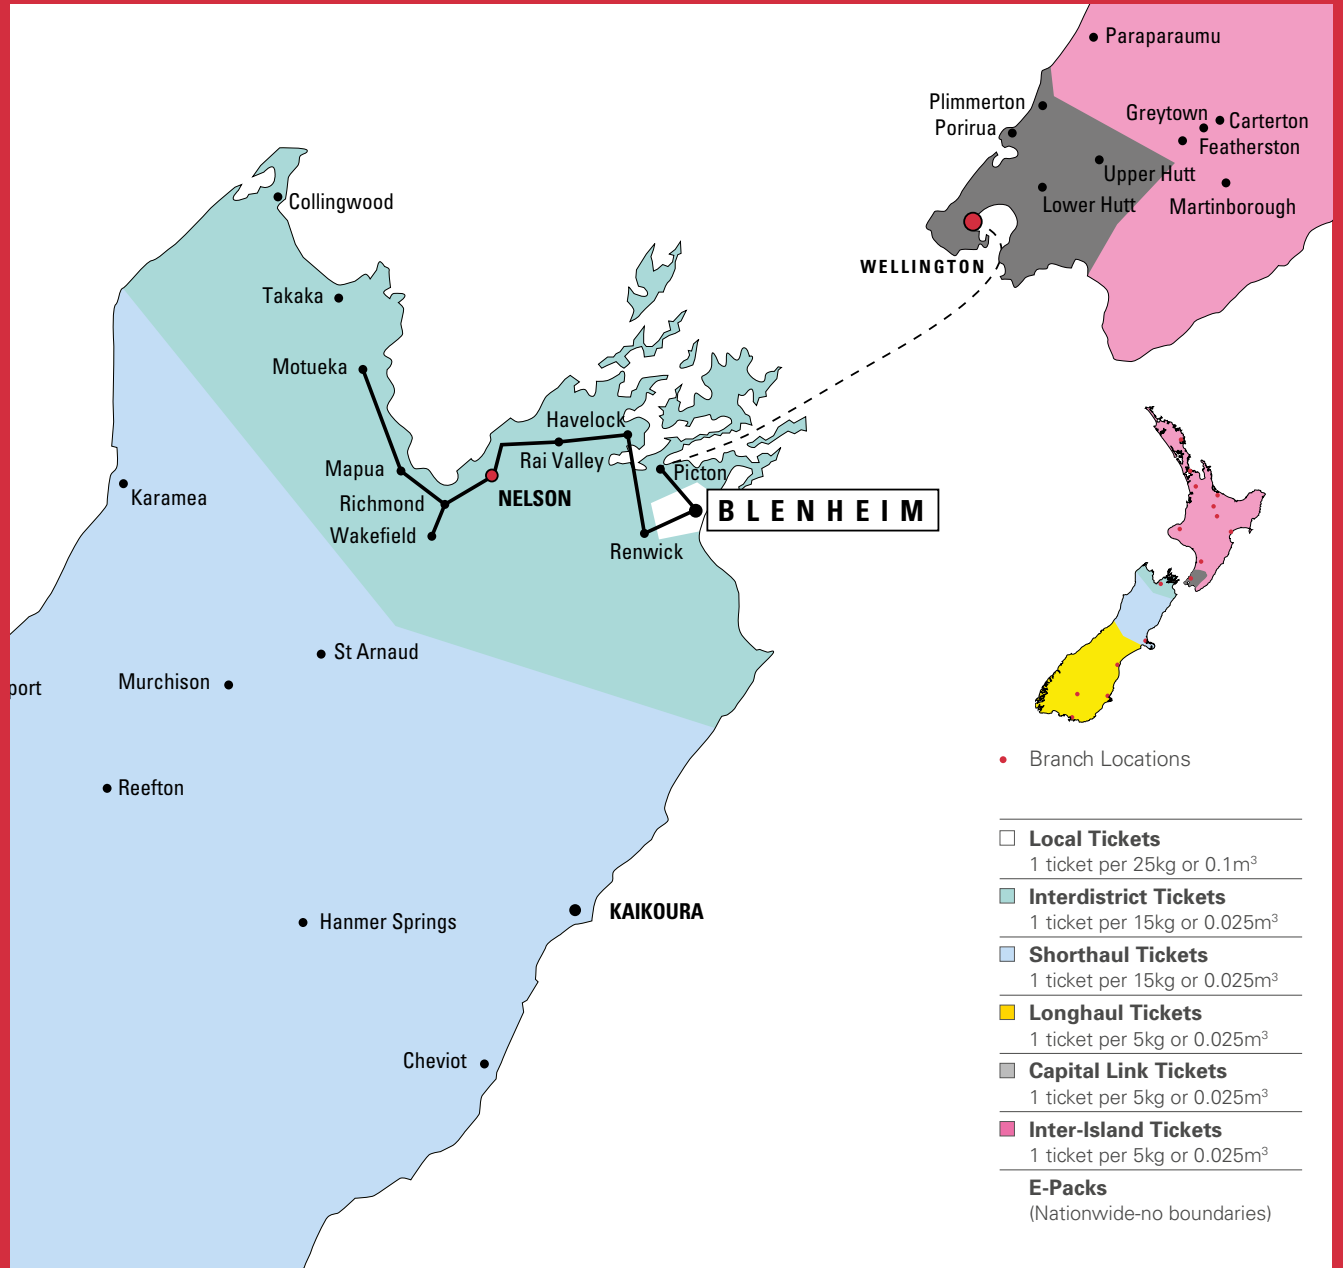 Paraparaumu
Plimmerton
Greytown
Carterton
Porirua
Featherston
Upper Hutt
Lower Hutt
Martinborough
WELLINGTON
Collingwood
Takaka
Motueka
Havelock
Rai Valley
Mapua
Picton
Karamea
NELSON
Richmond
BLENHEIM
Wakefield
Renwick
St Arnaud
Murchison
port
Reefton
KAIKOURA
Hanmer Springs
Cheviot
Branch Locations
Local Tickets
1 ticket per 25kg or 0.1m³
Interdistrict Tickets
1 ticket per 15kg or 0.025m³
Shorthaul Tickets
1 ticket per 15kg or 0.025m³
Longhaul Tickets
1 ticket per 5kg or 0.025m³
Capital Link Tickets
1 ticket per 5kg or 0.025m³
Inter-Island Tickets
1 ticket per 5kg or 0.025m³
E-Packs
(Nationwide-no boundaries)